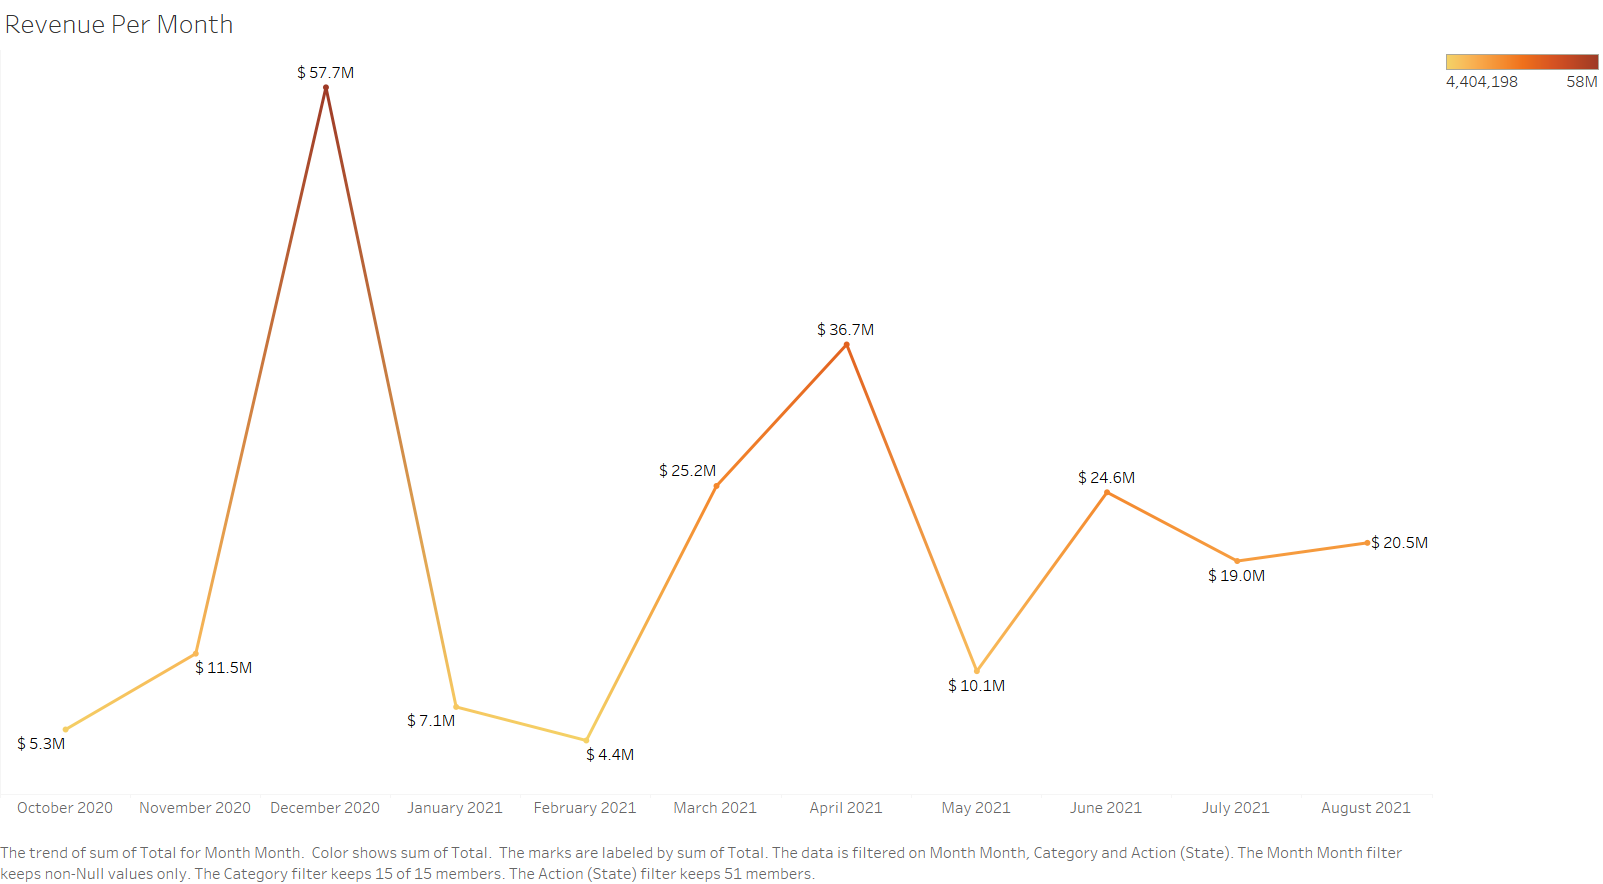 Revenue Per Month
$ 57.7M
4,404,198 58M
$ 36.7M
$ 25.2M
$ 24.6M
$ 20.5M
$ 19.0M
$ 11.5M
$ 10.1M
$ 7.1M
$ 5.3M
$ 4.4M
October 2020 November 2020 December 2020 January 2021 February 2021 March 2021 April 2021 May 2021 June 2021 July 2021 August 2021
The trend of sum of Total for Month Month.  Color shows sum of Total.  The marks are labeled by sum of Total. The data is filtered on Month Month, Category and Action (State). The Month Month filter
keeps non-Null values only. The Category filter keeps 15 of 15 members. The Action (State) filter keeps 51 members.